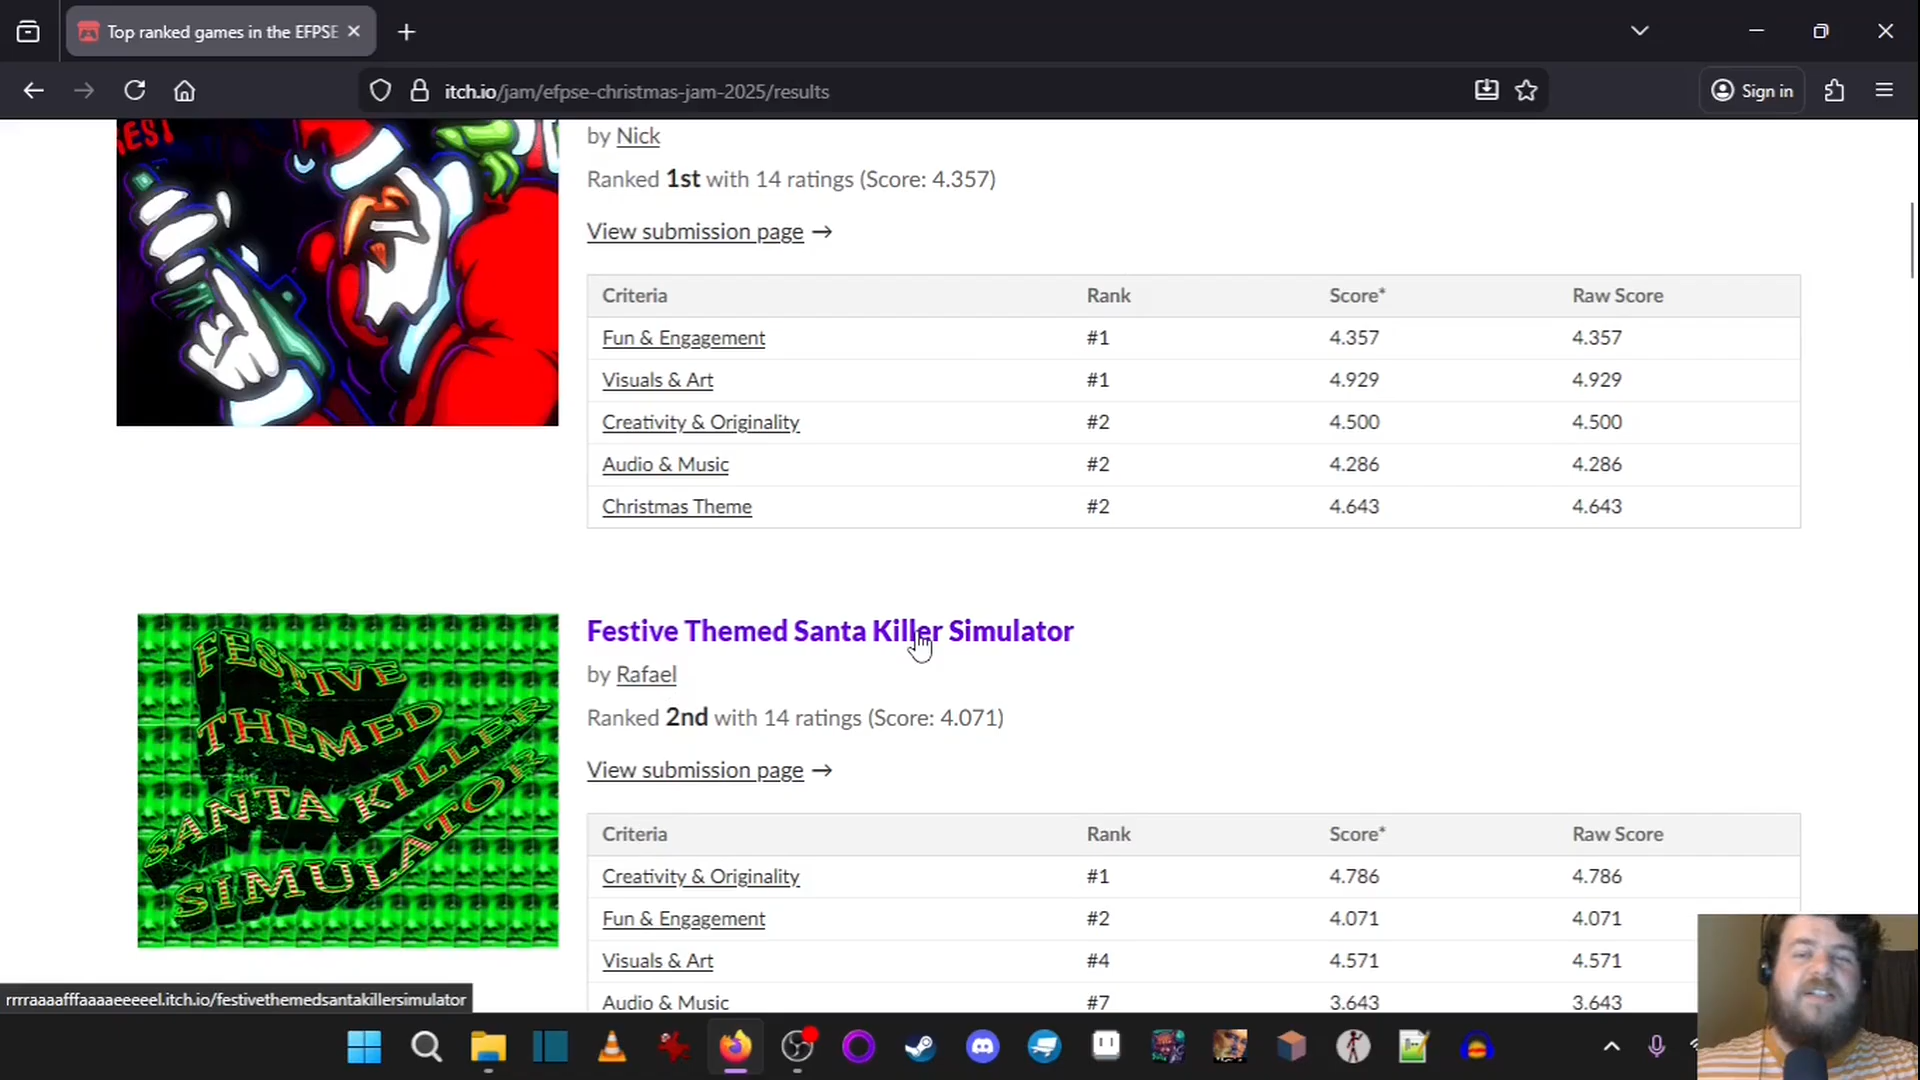 Top ranked games in the EFPSE
itch.io/jam/efpse-christmas-jam-2025/results
Sign in
by Nick
Ranked 1st with 14 ratings (Score: 4.357)
View submission page →
Criteria Rank Score* Raw Score
Fun & Engagement #1 4.357 4.357
Visuals & Art #1 4.929 4.929
Creativity & Originality #2 4.500 4.500
Audio & Music #2 4.286 4.286
Christmas Theme #2 4.643 4.643
FESTIVE
THEMED
SANTA KILLER
SIMULATOR
Festive Themed Santa Killer Simulator
by Rafael
Ranked 2nd with 14 ratings (Score: 4.071)
View submission page →
Criteria Rank Score* Raw Score
Creativity & Originality #1 4.786 4.786
Fun & Engagement #2 4.071 4.071
Visuals & Art #4 4.571 4.571
Audio & Music #7 3.643 3.643
rrrraaaafffaaaaeeeeel.itch.io/festivethemedsantakillersimulator